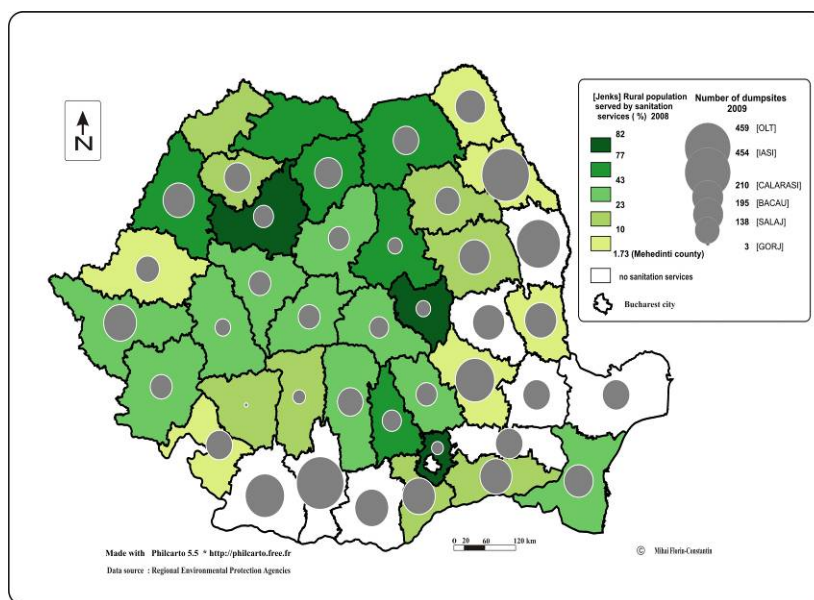 N
[Jenks] Rural population
served by sanitation
services ( %) 2008
82
77
43
23
10
1.73 (Mehedinti county)
no sanitation services
Bucharest city
Number of dumpsites
2009
459 [OLT]
454 [IASI]
210 [CALARASI]
195 [BACAU]
138 [SALAJ]
3 [GORJ]
Made with Philcarto 5.5 * http://philcarto.free.fr
Data source : Regional Environmental Protection Agencies
0 20 60 120 km
© Mihai Florin-Constantin